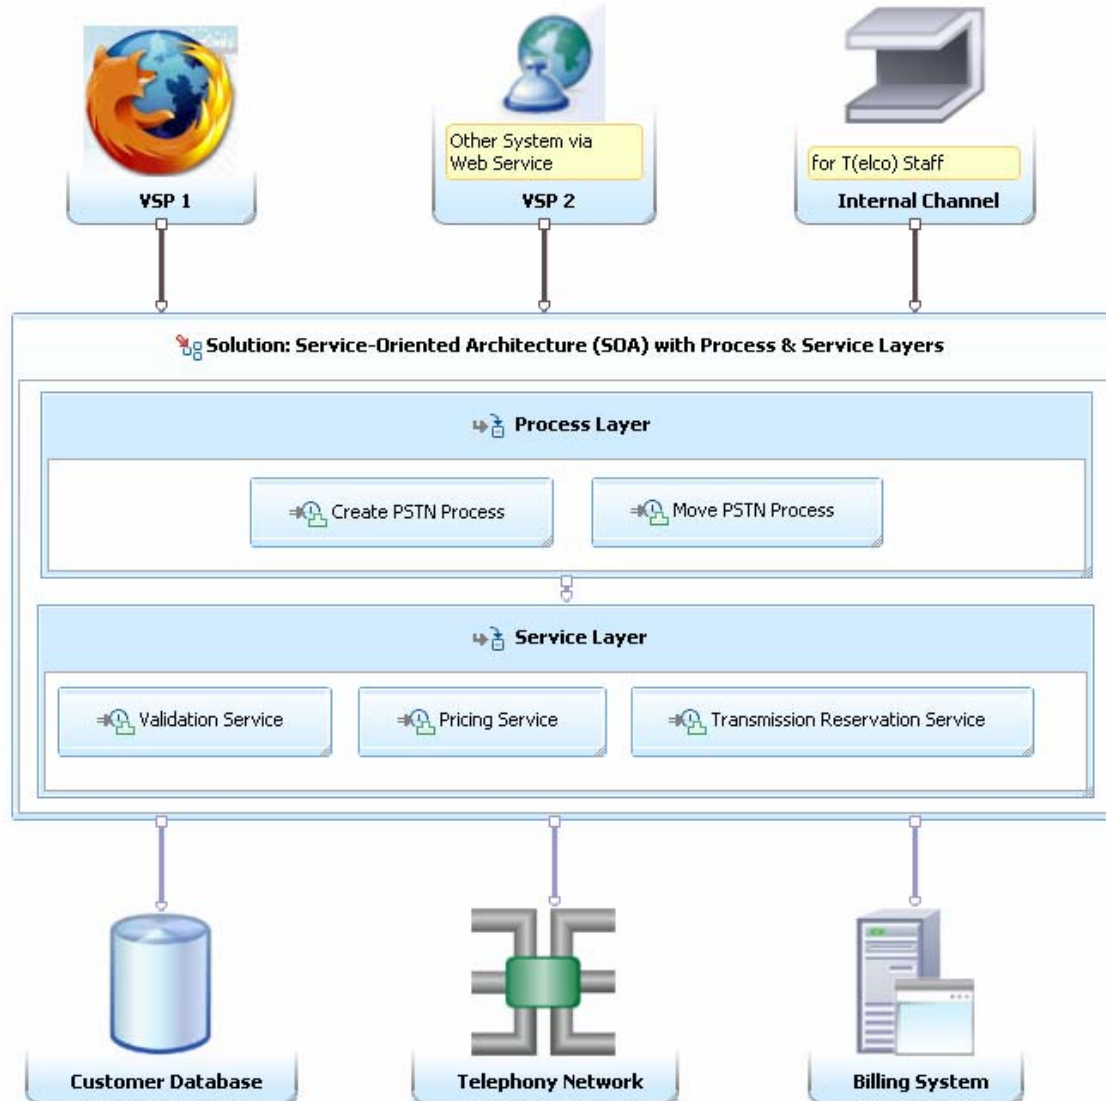 Other System via
Web Service
for T(elco) Staff
VSP 1
VSP 2
Internal Channel
Solution: Service-Oriented Architecture (SOA) with Process & Service Layers
Process Layer
Create PSTN Process
Move PSTN Process
Service Layer
Validation Service
Pricing Service
Transmission Reservation Service
Customer Database
Telephony Network
Billing System